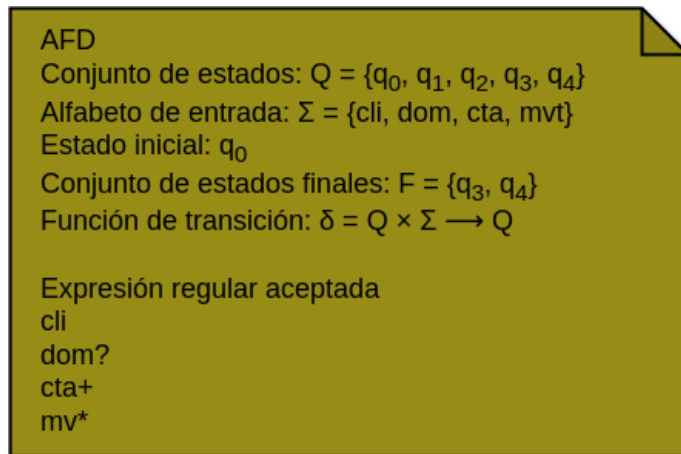 AFD
Conjunto de estados: Q = {q₀, q₁, q₂, q₃, q₄}
Alfabeto de entrada: Σ = {cli, dom, cta, mvt}
Estado inicial: q₀
Conjunto de estados finales: F = {q₃, q₄}
Función de transición: δ = Q × Σ ⟶ Q
Expresión regular aceptada
cli
dom?
cta+
mv*